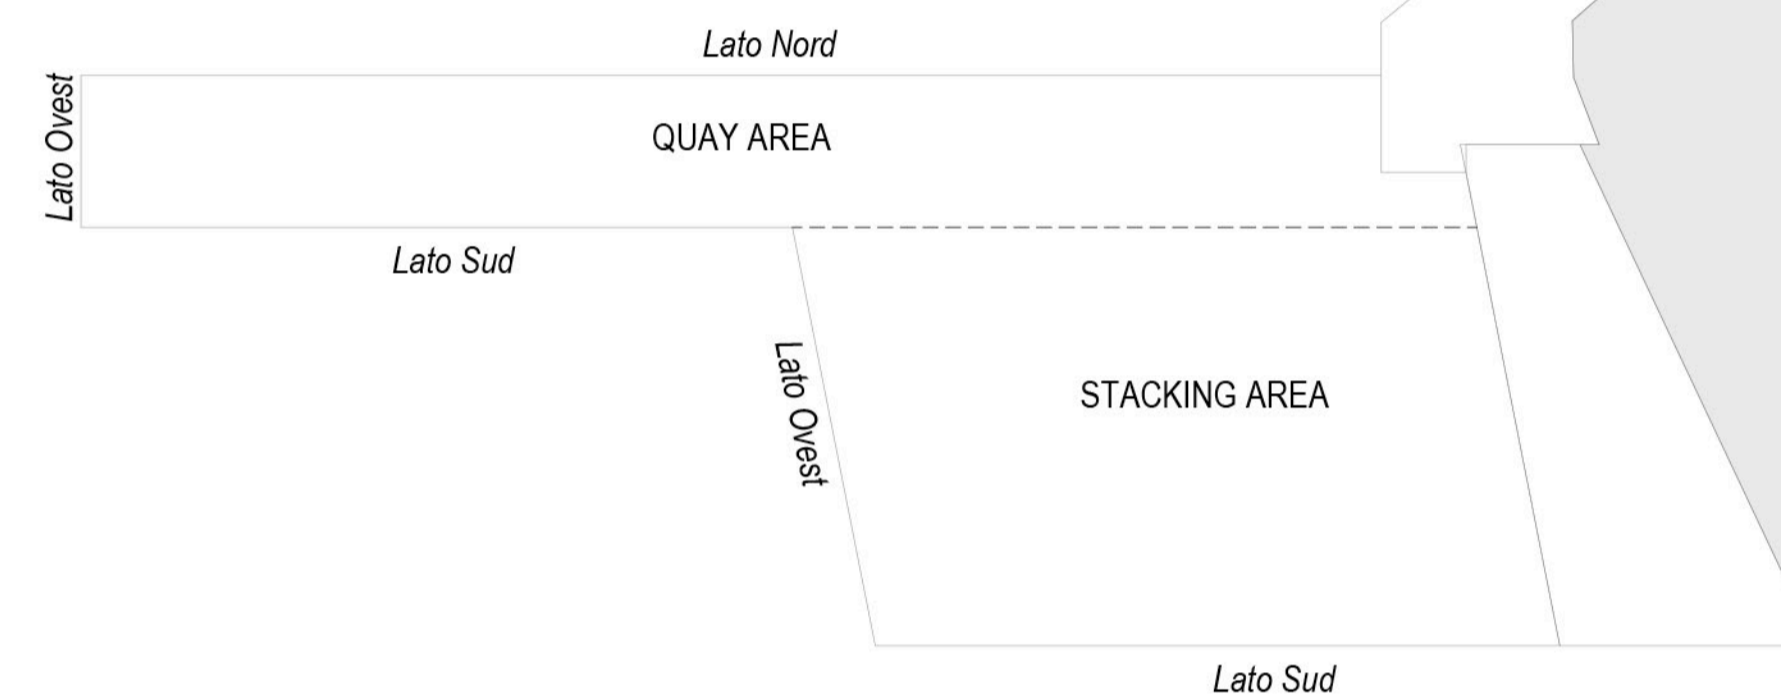 Lato Nord
Lato Ovest
QUAY AREA
Lato Sud
Lato Ovest
STACKING AREA
Lato Sud